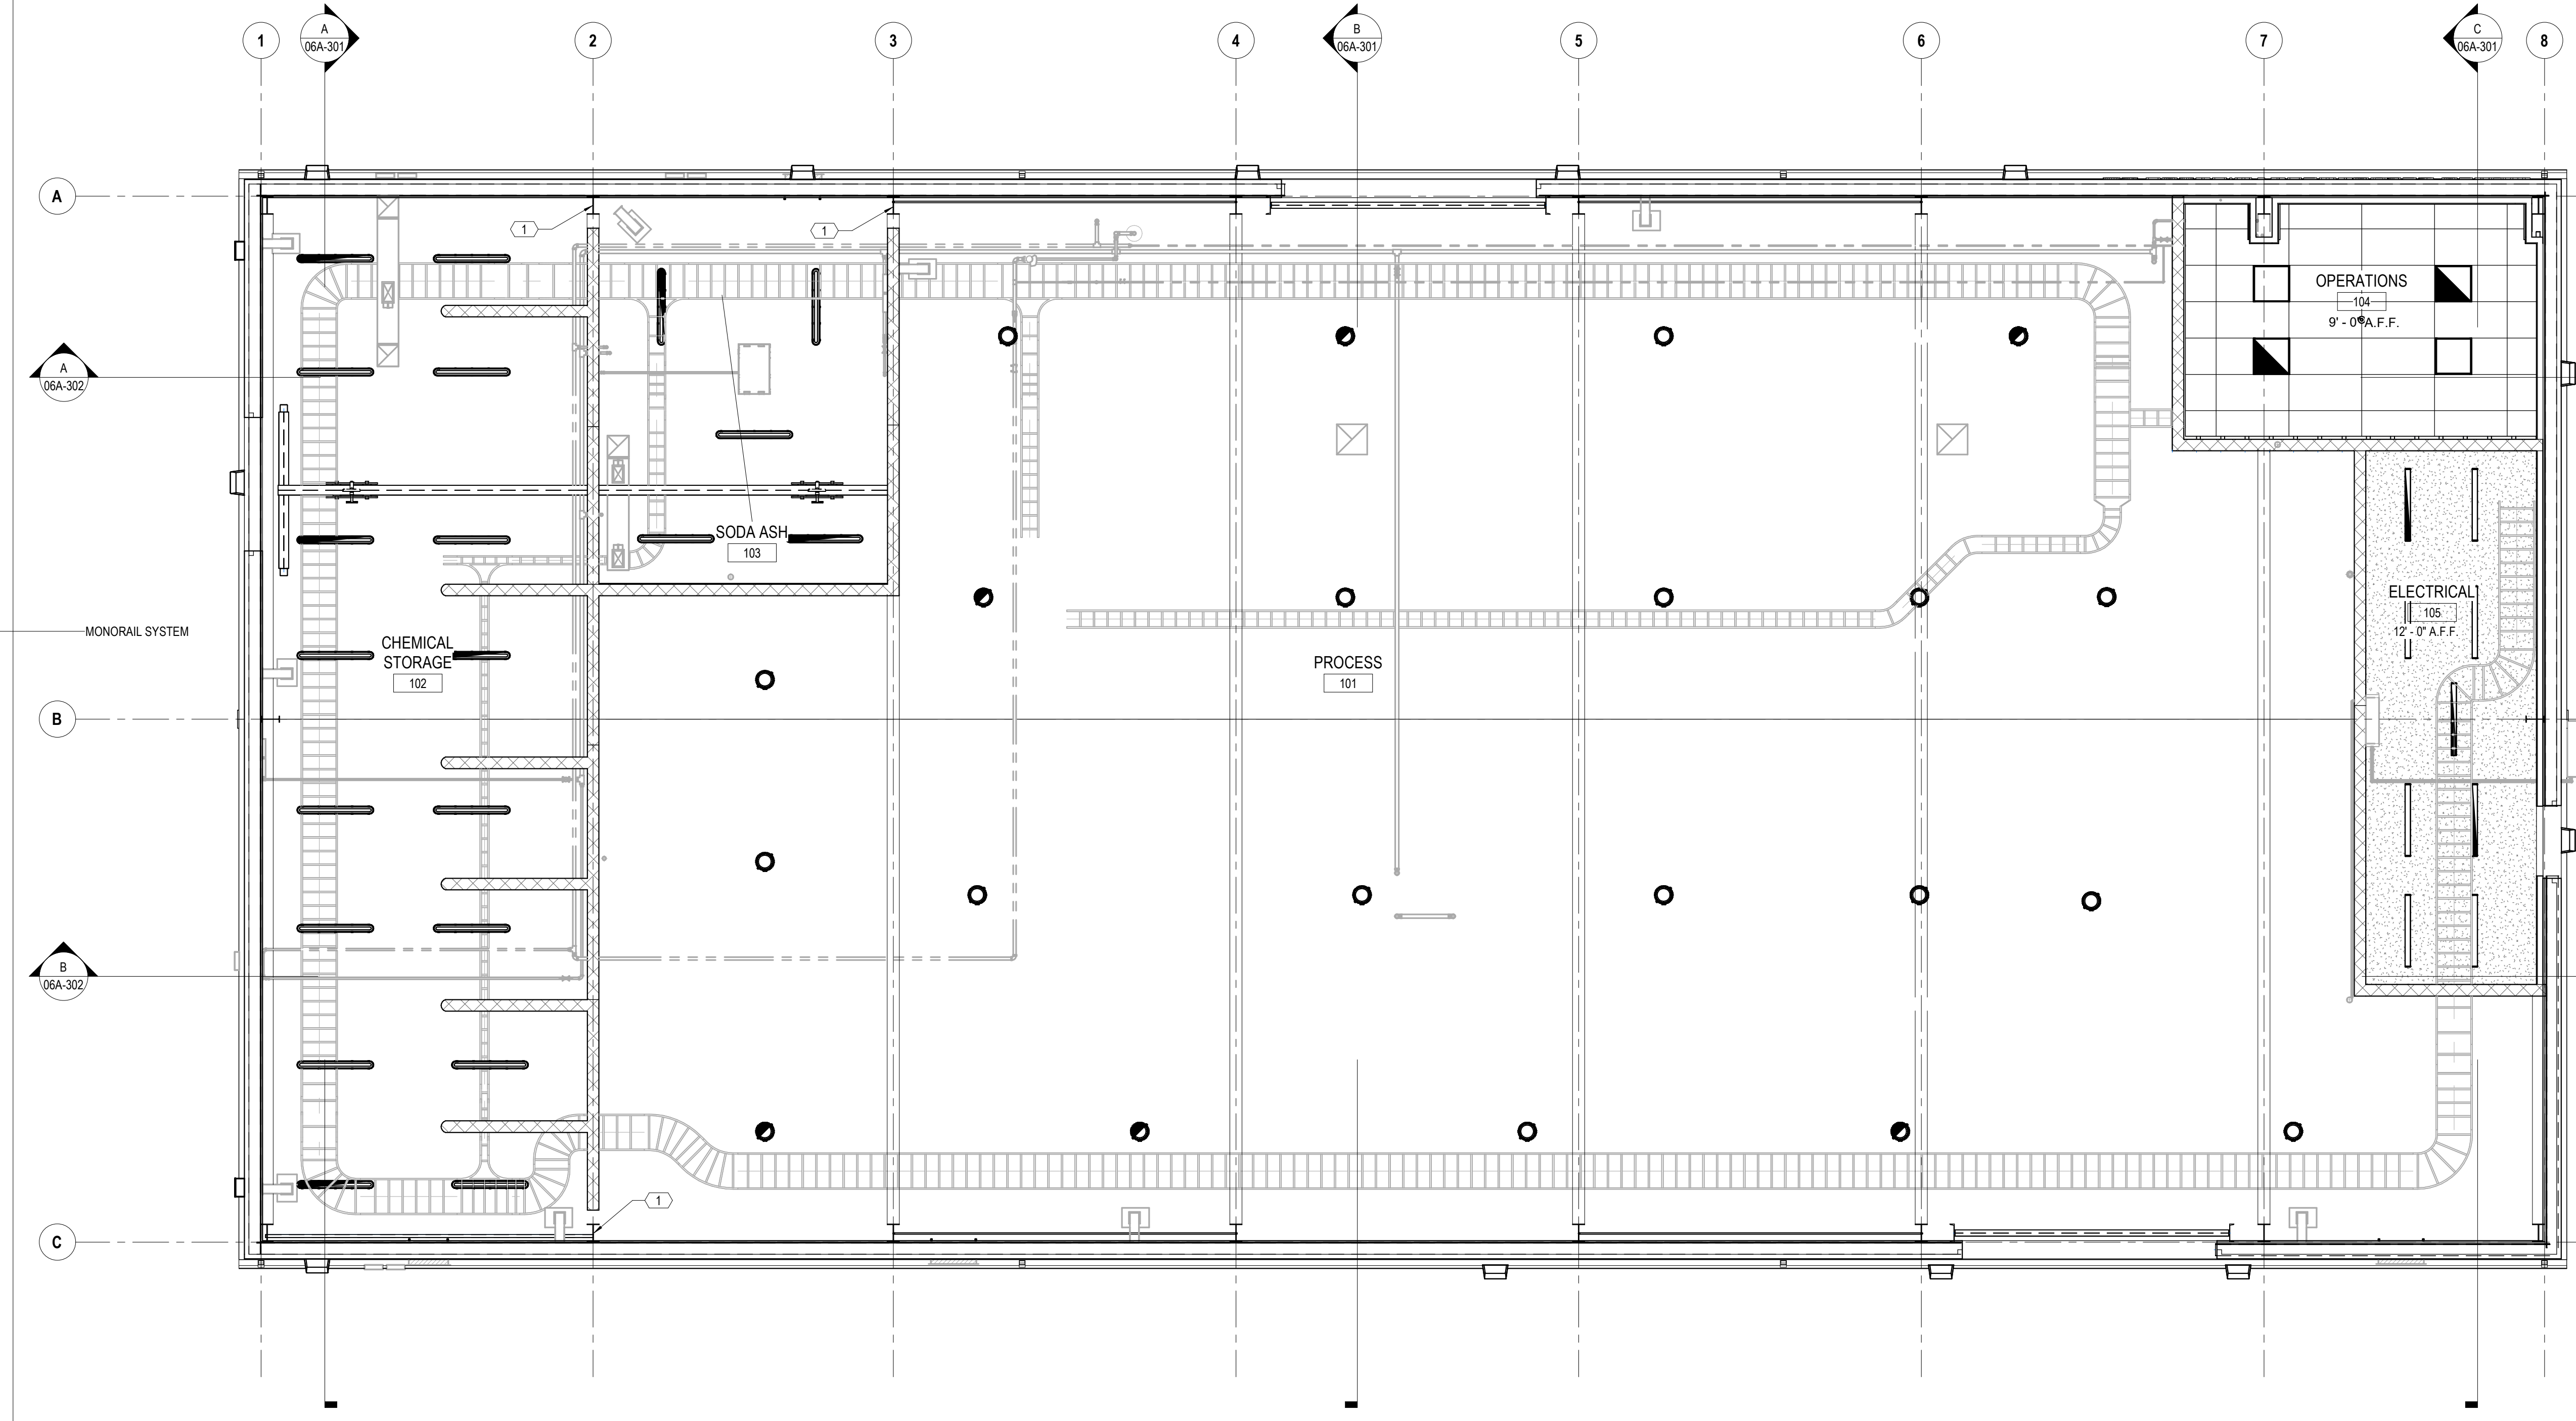 1
A
06A-301
2
3
4
B
06A-301
5
6
7
C
06A-301
8
A
1
1
OPERATIONS
104
9' - 0" A.F.F.
A
06A-302
SODA ASH
103
ELECTRICAL
105
12' - 0" A.F.F.
MONORAIL SYSTEM
CHEMICAL
STORAGE
102
PROCESS
101
B
B
06A-302
1
C